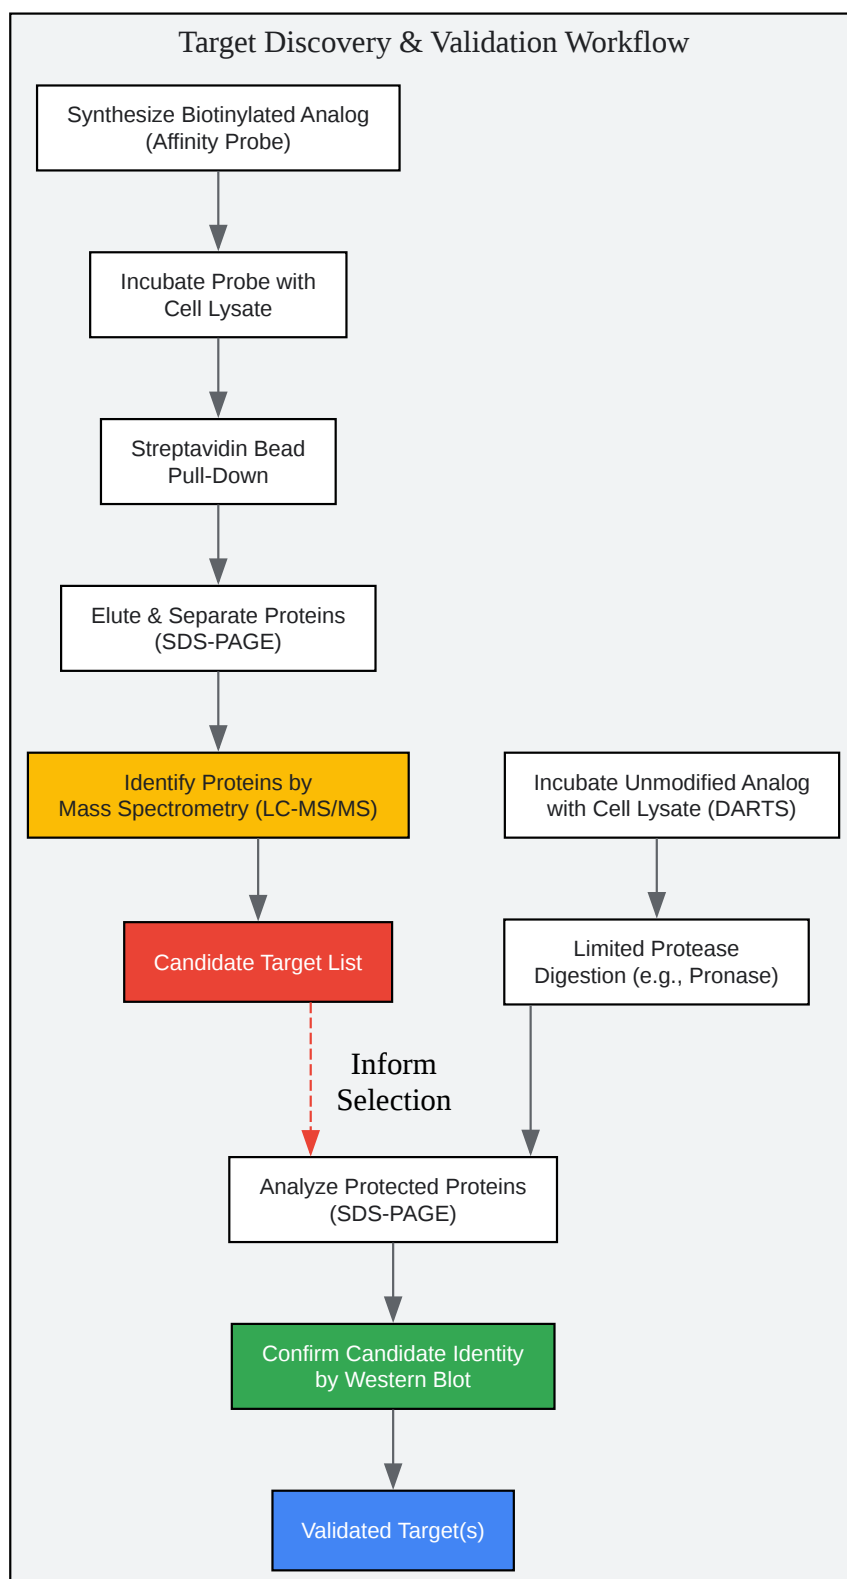 Target Discovery & Validation Workflow
Synthesize Biotinylated Analog
(Affinity Probe)
Incubate Probe with
Cell Lysate
Streptavidin Bead
Pull-Down
Elute & Separate Proteins
(SDS-PAGE)
Identify Proteins by
Mass Spectrometry (LC-MS/MS)
Incubate Unmodified Analog
with Cell Lysate (DARTS)
Candidate Target List
Limited Protease
Digestion (e.g., Pronase)
Inform
Selection
Analyze Protected Proteins
(SDS-PAGE)
Confirm Candidate Identity
by Western Blot
Validated Target(s)